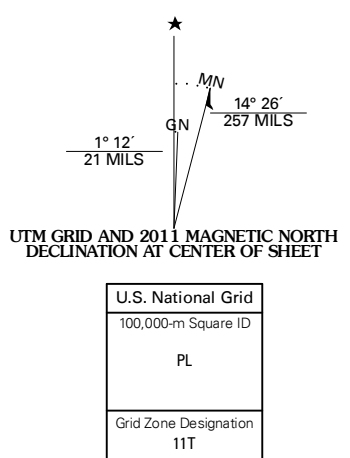 ★
MN
GN
14° 26´
257 MILS
1° 12´
21 MILS
UTM GRID AND 2011 MAGNETIC NORTH
DECLINATION AT CENTER OF SHEET
U.S. National Grid
100,000-m Square ID
PL
Grid Zone Designation
11T